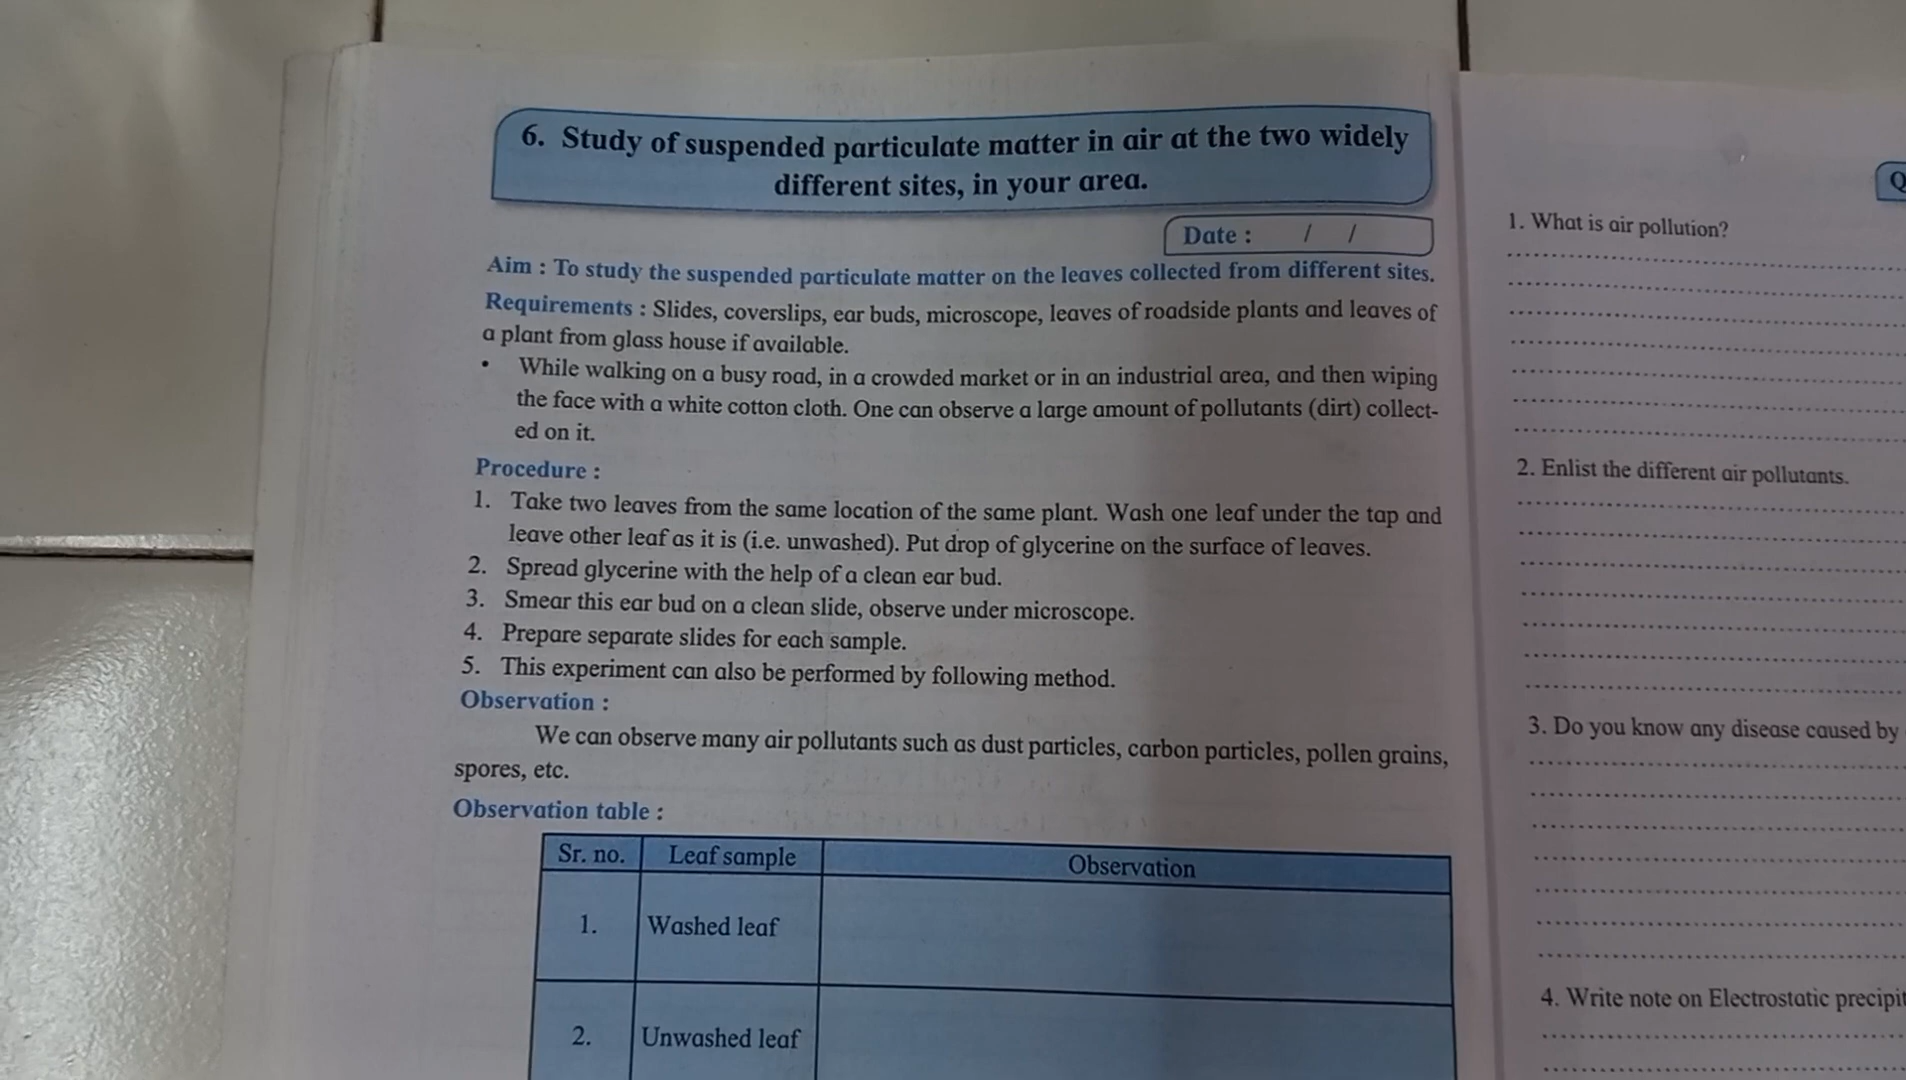 6. Study of suspended particulate matter in air at the two widely
different sites, in your area.
Date : / /
Aim : To study the suspended particulate matter on the leaves collected from different sites.
Requirements : Slides, coverslips, ear buds, microscope, leaves of roadside plants and leaves of
a plant from glass house if available.
• While walking on a busy road, in a crowded market or in an industrial area, and then wiping
the face with a white cotton cloth. One can observe a large amount of pollutants (dirt) collect-
ed on it.
Procedure :
1. Take two leaves from the same location of the same plant. Wash one leaf under the tap and
leave other leaf as it is (i.e. unwashed). Put drop of glycerine on the surface of leaves.
2. Spread glycerine with the help of a clean ear bud.
3. Smear this ear bud on a clean slide, observe under microscope.
4. Prepare separate slides for each sample.
5. This experiment can also be performed by following method.
Observation :
We can observe many air pollutants such as dust particles, carbon particles, pollen grains,
spores, etc.
Observation table :
Sr. no. Leaf sample Observation
1. Washed leaf
2. Unwashed leaf
Q
1. What is air pollution?
2. Enlist the different air pollutants.
3. Do you know any disease caused by
4. Write note on Electrostatic